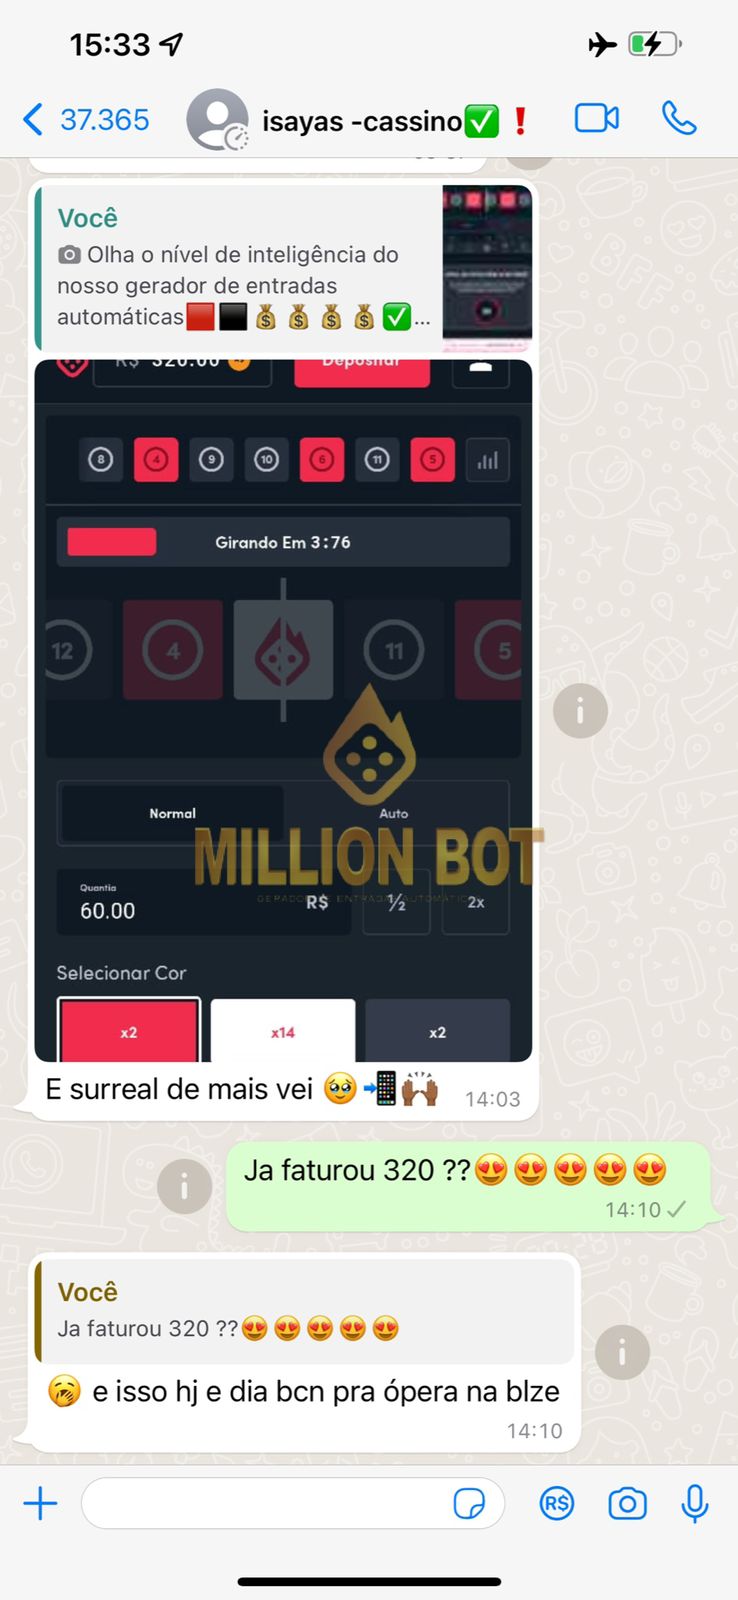 15:33
37.365
isayas -cassino✅❗
Você
Olha o nível de inteligência do
nosso gerador de entradas
automáticas🟥⬛💰💰💰💰✅...
R$ 320.00
Depositar
8 4 9 10 6 11 5
Girando Em 3:76
12 4 11 5
Normal
Auto
MILLION BOT
GERADOR DE ENTRADAS AUTOMÁTICAS
Quantia
60.00
R$
½
2x
Selecionar Cor
x2
x14
x2
E surreal de mais vei 🥹📲🙌🏾
14:03
Ja faturou 320 ??😍😍😍😍😍
14:10
Você
Ja faturou 320 ??😍😍😍😍😍
🥱 e isso hj e dia bcn pra ópera na blze
14:10
R$